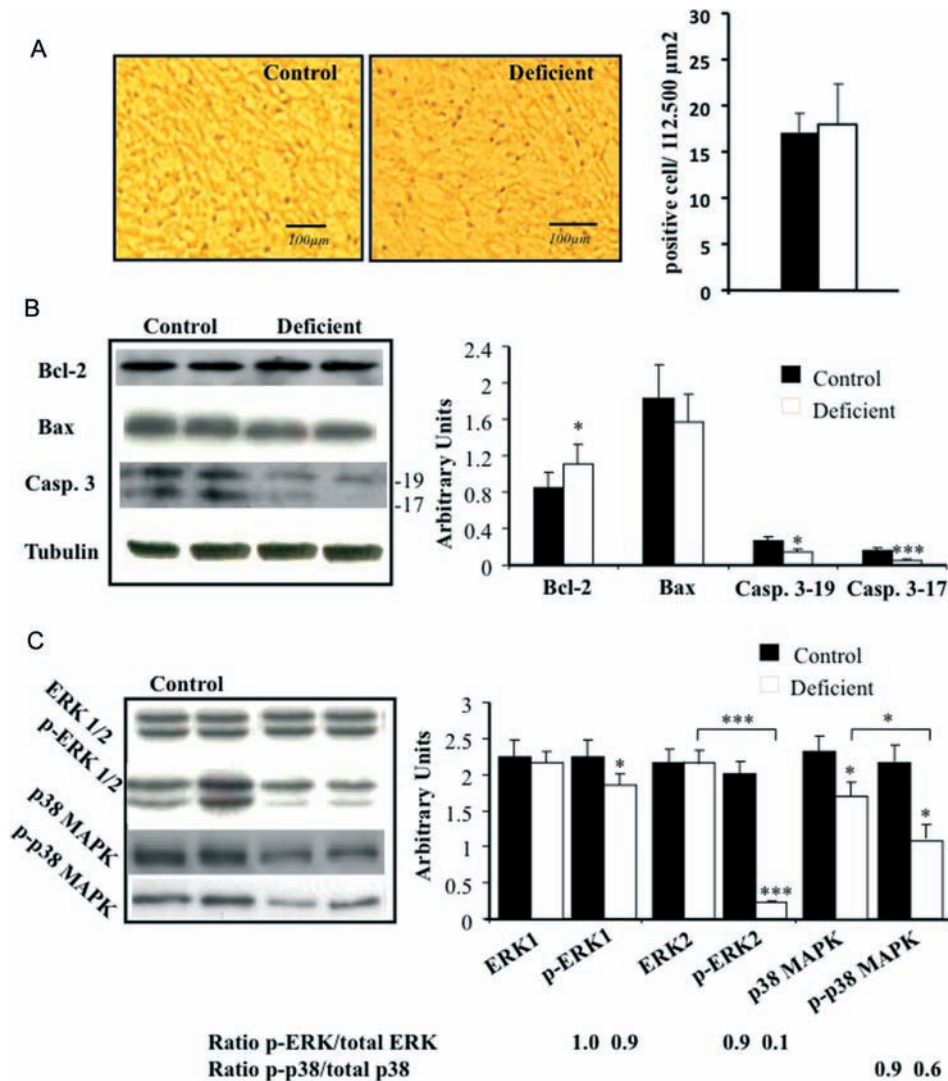 A
Control
Deficient
100µm
100µm
positive cell/ 112.500 µm2
30
25
20
15
10
5
0
B
Control Deficient
Bcl-2
Bax
Casp. 3
-19
-17
Tubulin
Arbitrary Units
2.4
2
1.6
1.2
0.8
0.4
0
Control
Deficient
*
*
***
Bcl-2 Bax Casp. 3-19 Casp. 3-17
C
Control
ERK 1/2
p-ERK 1/2
p38 MAPK
p-p38 MAPK
Arbitrary Units
3
2.5
2
1.5
1
0.5
0
Control
Deficient
*
***
***
*
*
*
ERK1 p-ERK1 ERK2 p-ERK2 p38 MAPK p-p38 MAPK
Ratio p-ERK/total ERK 1.0 0.9 0.9 0.1
Ratio p-p38/total p38 0.9 0.6